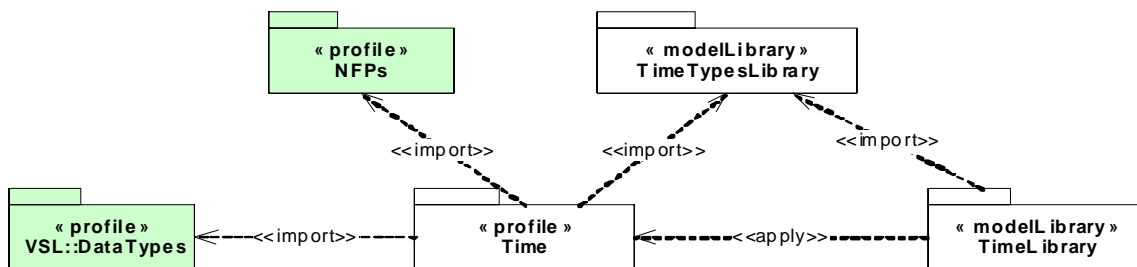 « profile »
NFPs
« modelLibrary »
TimeTypesLibrary
<<import>>
<<import>>
<<import>>
« profile »
VSL::DataTypes
<<import>>
« profile »
Time
<<apply>>
« modelLibrary »
TimeLibrary